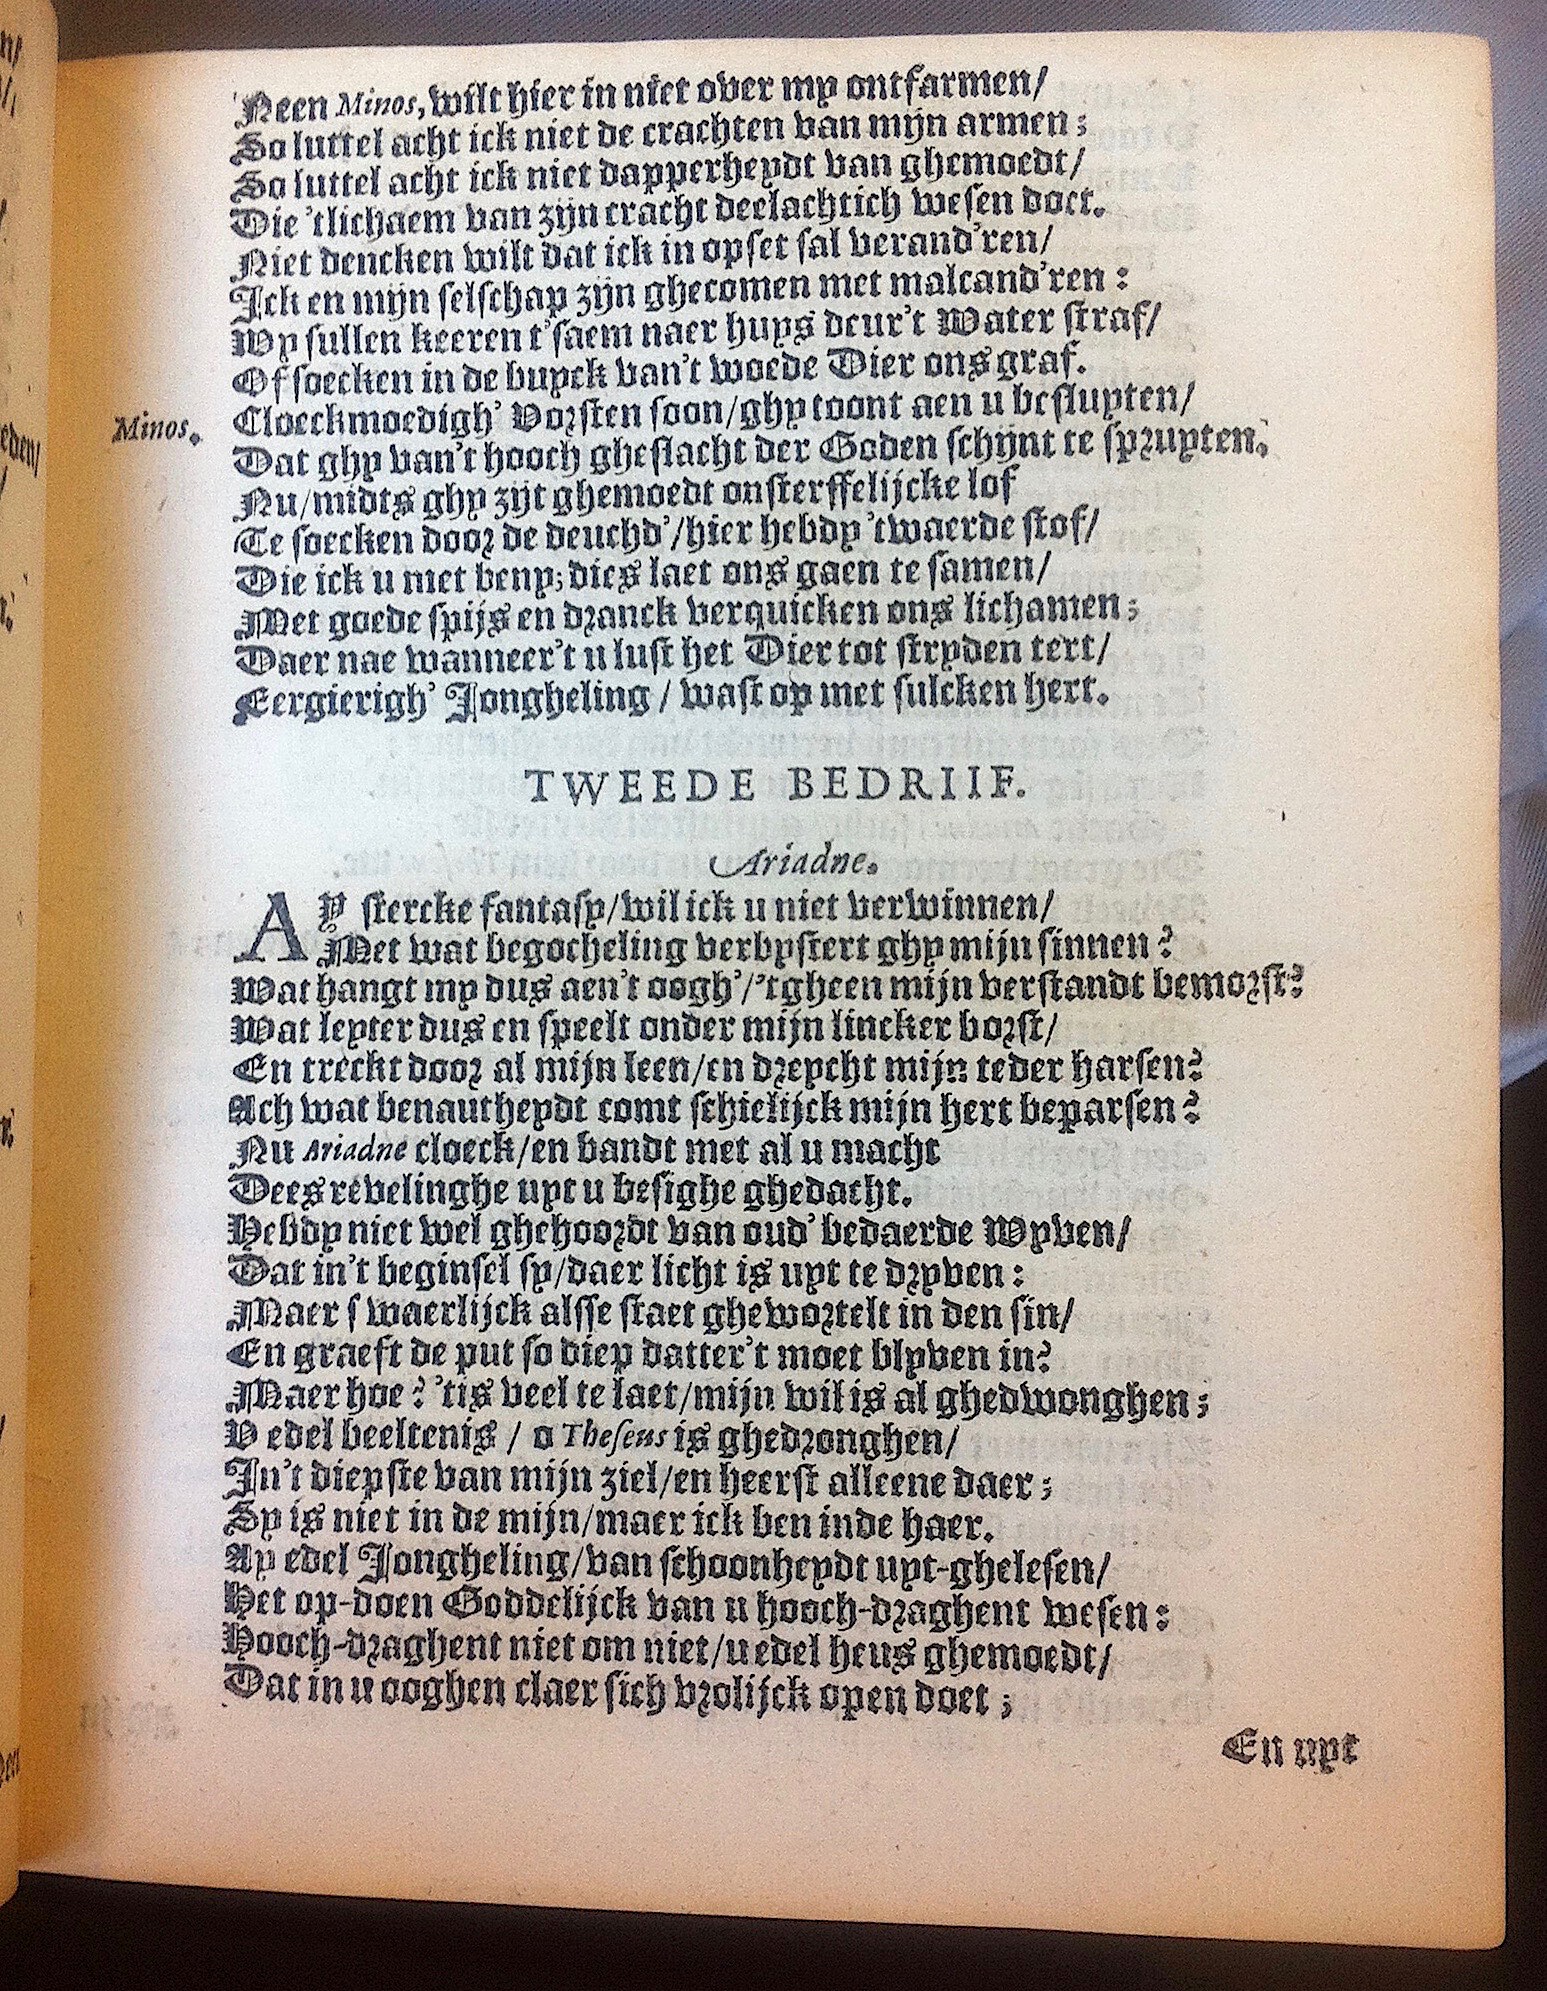 Neen Minos, wilt hier in niet over my ontfarmen/
So luttel acht ick niet de crachten van mijn armen;
So luttel acht ick niet dapperheydt van ghemoedt/
Die 'tlichaem van zijn cracht deelachtich wesen doet.
Niet dencken wilt dat ick in opset sal verand'ren/
Ick en mijn selschap zijn ghecomen met malcand'ren:
Wy sullen keeren t'saem naer huys deur't Water straf/
Of soecken in de buyck van't woede Dier ons graf.
Minos. Cloeckmoedigh' Vorsten soon/ghy toont aen u besluyten/
Dat ghy van't hooch gheslacht der Goden schijnt te spruyten.
Nu/midts ghy zijt ghemoedt onsterffelijcke lof
Te soecken door de deuchd'/hier hebdy 'twaerde stof/
Die ick u niet beny; dies laet ons gaen te samen/
Met goede spijs en dranck verquicken ons lichamen;
Daer nae wanneer't u lust het Dier tot stryden tert/
Eergierigh' Jongheling / wast op met sulcken hert.
TWEEDE BEDRIIF.
Ariadne.
AY stercke fantasy/wil ick u niet verwinnen/
Met wat begocheling verbystert ghy mijn sinnen?
Wat hangt my dus aen't oogh'/'tgheen mijn verstandt bemorst?
Wat leyter dus en speelt onder mijn lincker borst/
En treckt door al mijn leen/en dreycht mijn teder harsen?
Ach wat benautheydt comt schielijck mijn hert beparsen?
Nu Ariadne cloeck/en bandt met al u macht
Dees revelinghe uyt u besighe ghedacht.
Hebdy niet wel ghehoordt van oud' bedaerde Wyven/
Dat in't beginsel sy/daer licht is uyt te dryven:
Maer swaerlijck alsse staet ghewortelt in den sin/
En graeft de put so diep datter't moet blyven in?
Maer hoe? 'tis veel te laet/mijn wil is al ghedwonghen;
V edel beeltenis / o Theseus is ghedronghen/
In't diepste van mijn ziel/en heerst alleene daer;
Sy is niet in de mijn/maer ick ben inde haer.
Ay edel Jongheling/van schoonheydt uyt-ghelesen/
Het op-doen Goddelijck van u hooch-draghent wesen:
Hooch-draghent niet om niet/u edel heus ghemoedt/
Dat in u ooghen claer sich vrolijck open doet;
En uyt